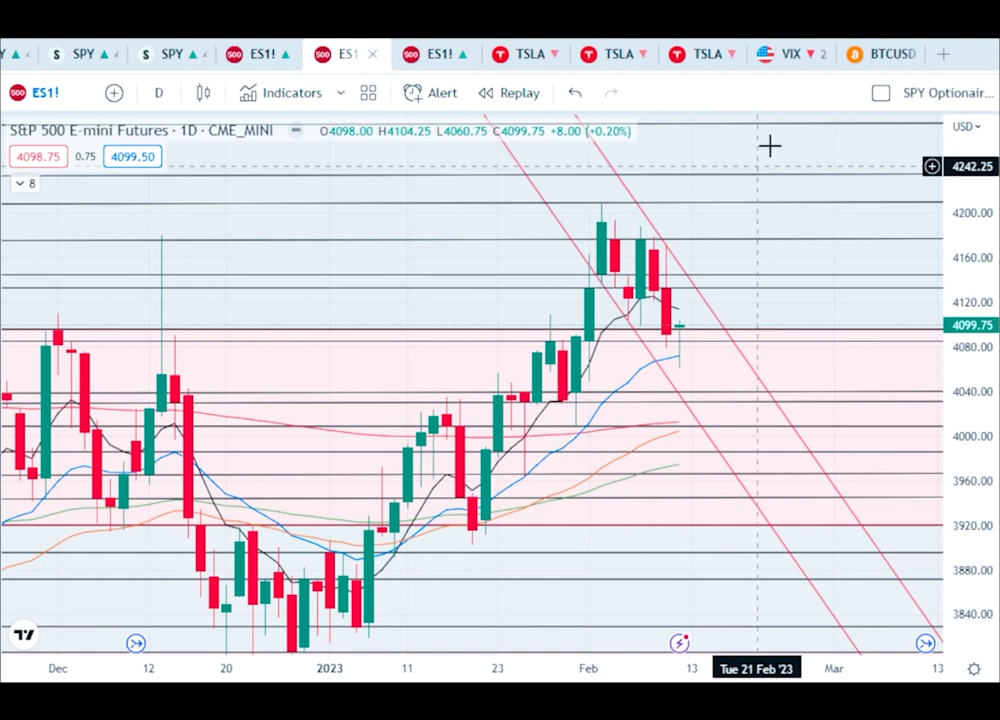 Y ▲ S SPY ▲ S SPY ▲ 500 ES1! ▲ 500 ES1 × 500 ES1! ▲ TSLA ▼ TSLA ▼ TSLA ▼ VIX ▼ 2 BTCUSD +
500 ES1! D Indicators Alert Replay SPY Optionair...
S&P 500 E-mini Futures · 1D · CME_MINI O4098.00 H4104.25 L4060.75 C4099.75 +8.00 (+0.20%) USD
4098.75 0.75 4099.50
4242.25
8
4200.00
4160.00
4120.00
4099.75
4080.00
4040.00
4000.00
3960.00
3920.00
3880.00
3840.00
Dec 12 20 2023 11 23 Feb 13 Tue 21 Feb '23 Mar 13